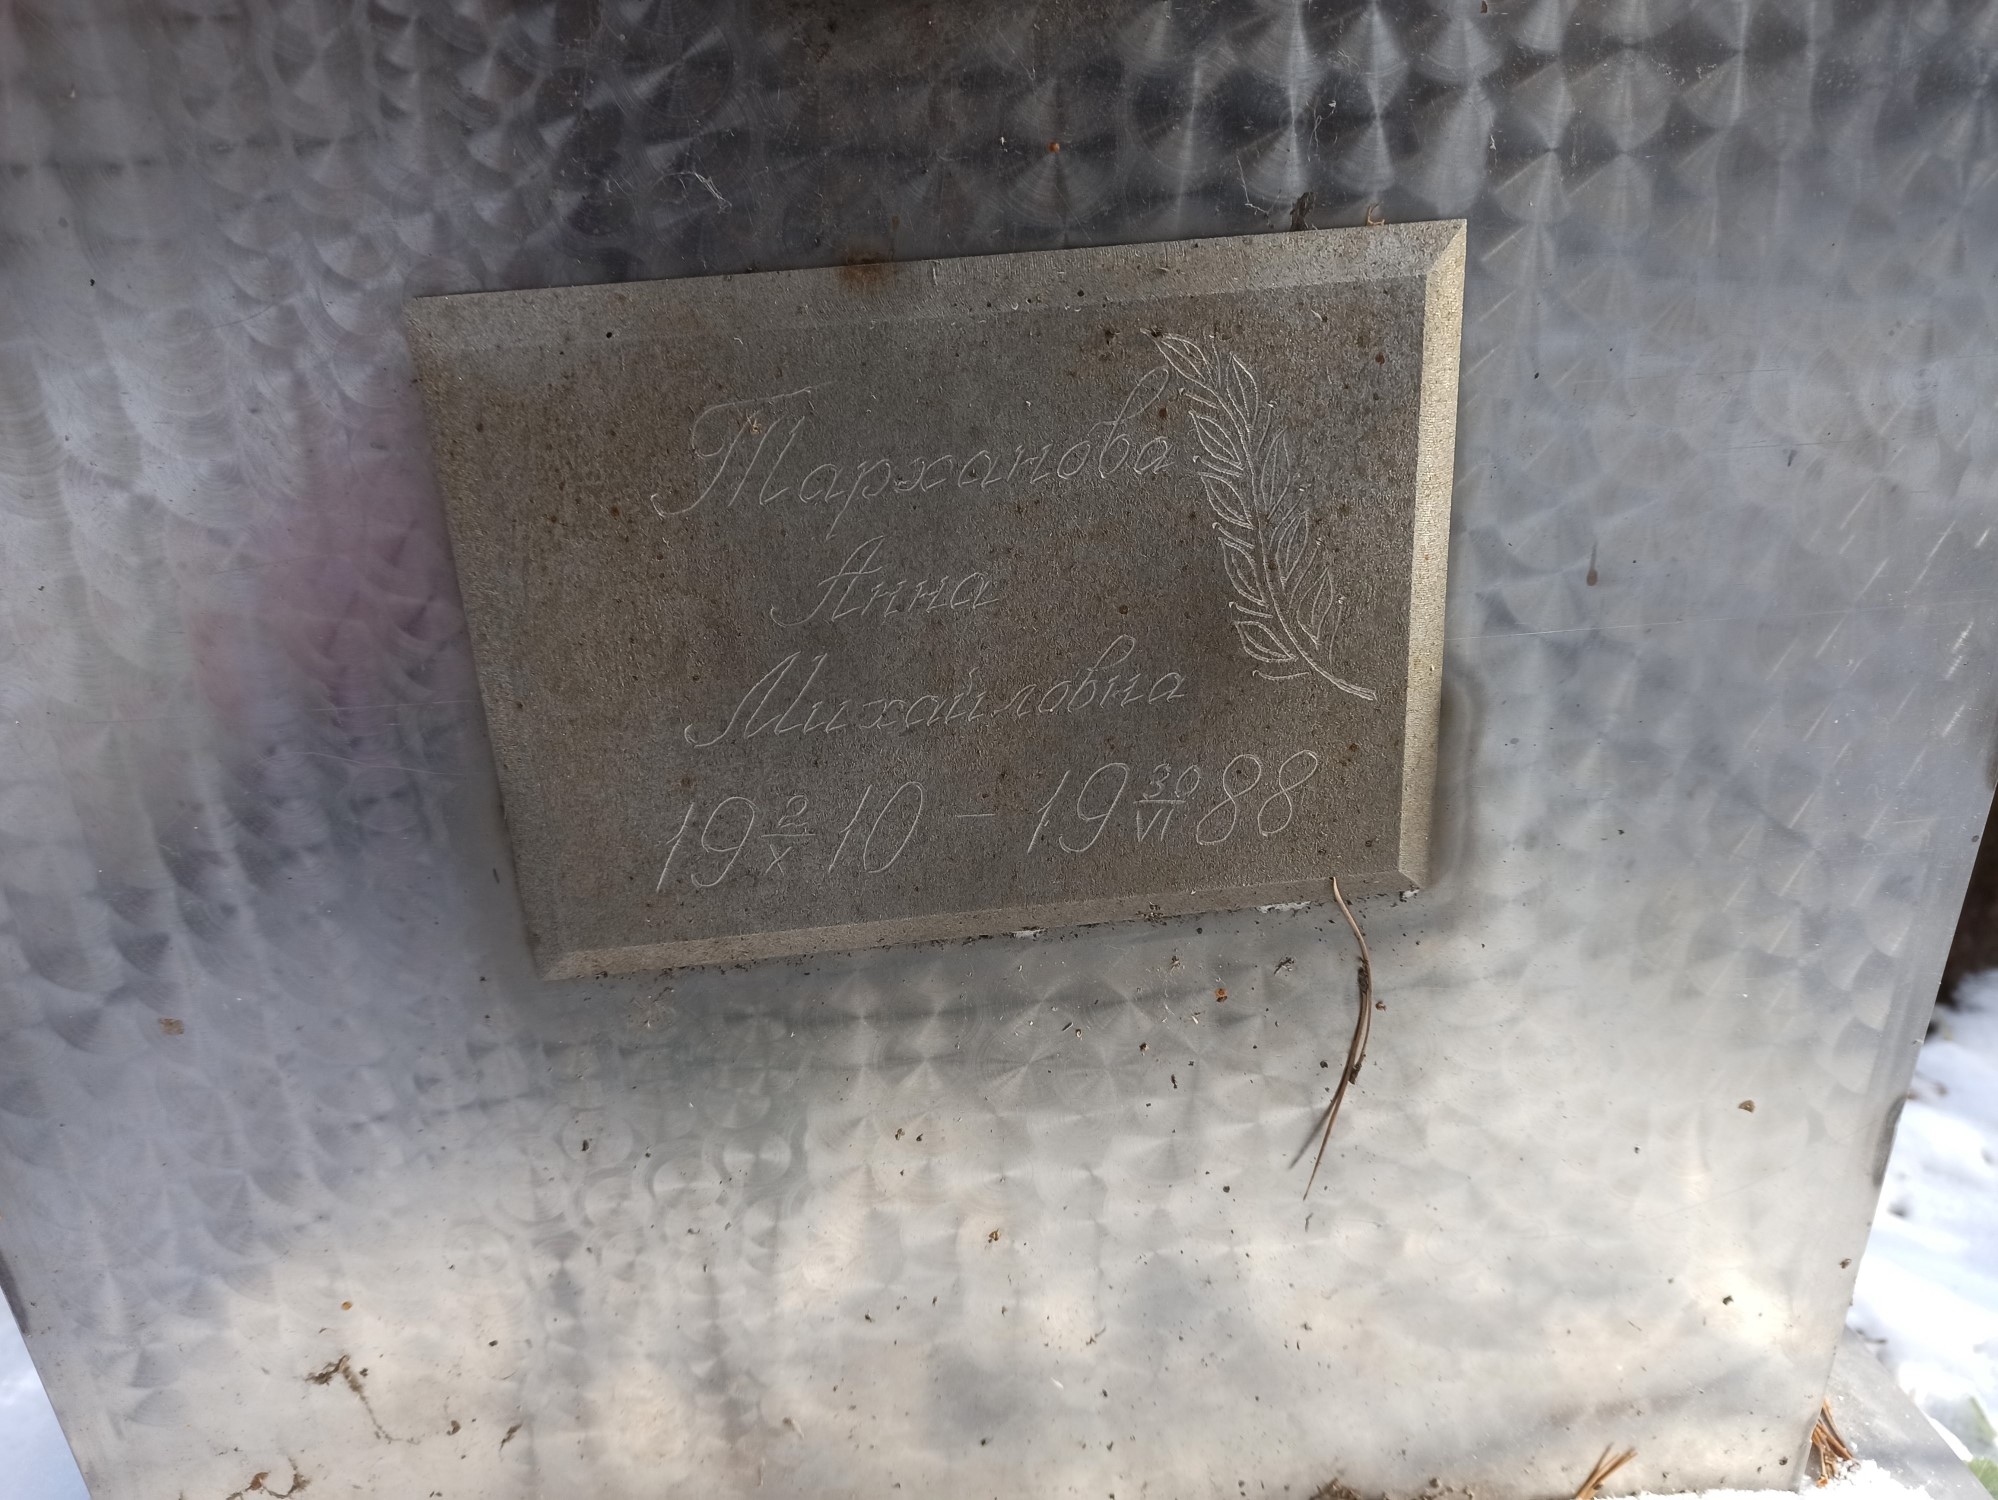 Тарханова
Анна
Михайловна
19 2/X 10 – 19 30/VI 88